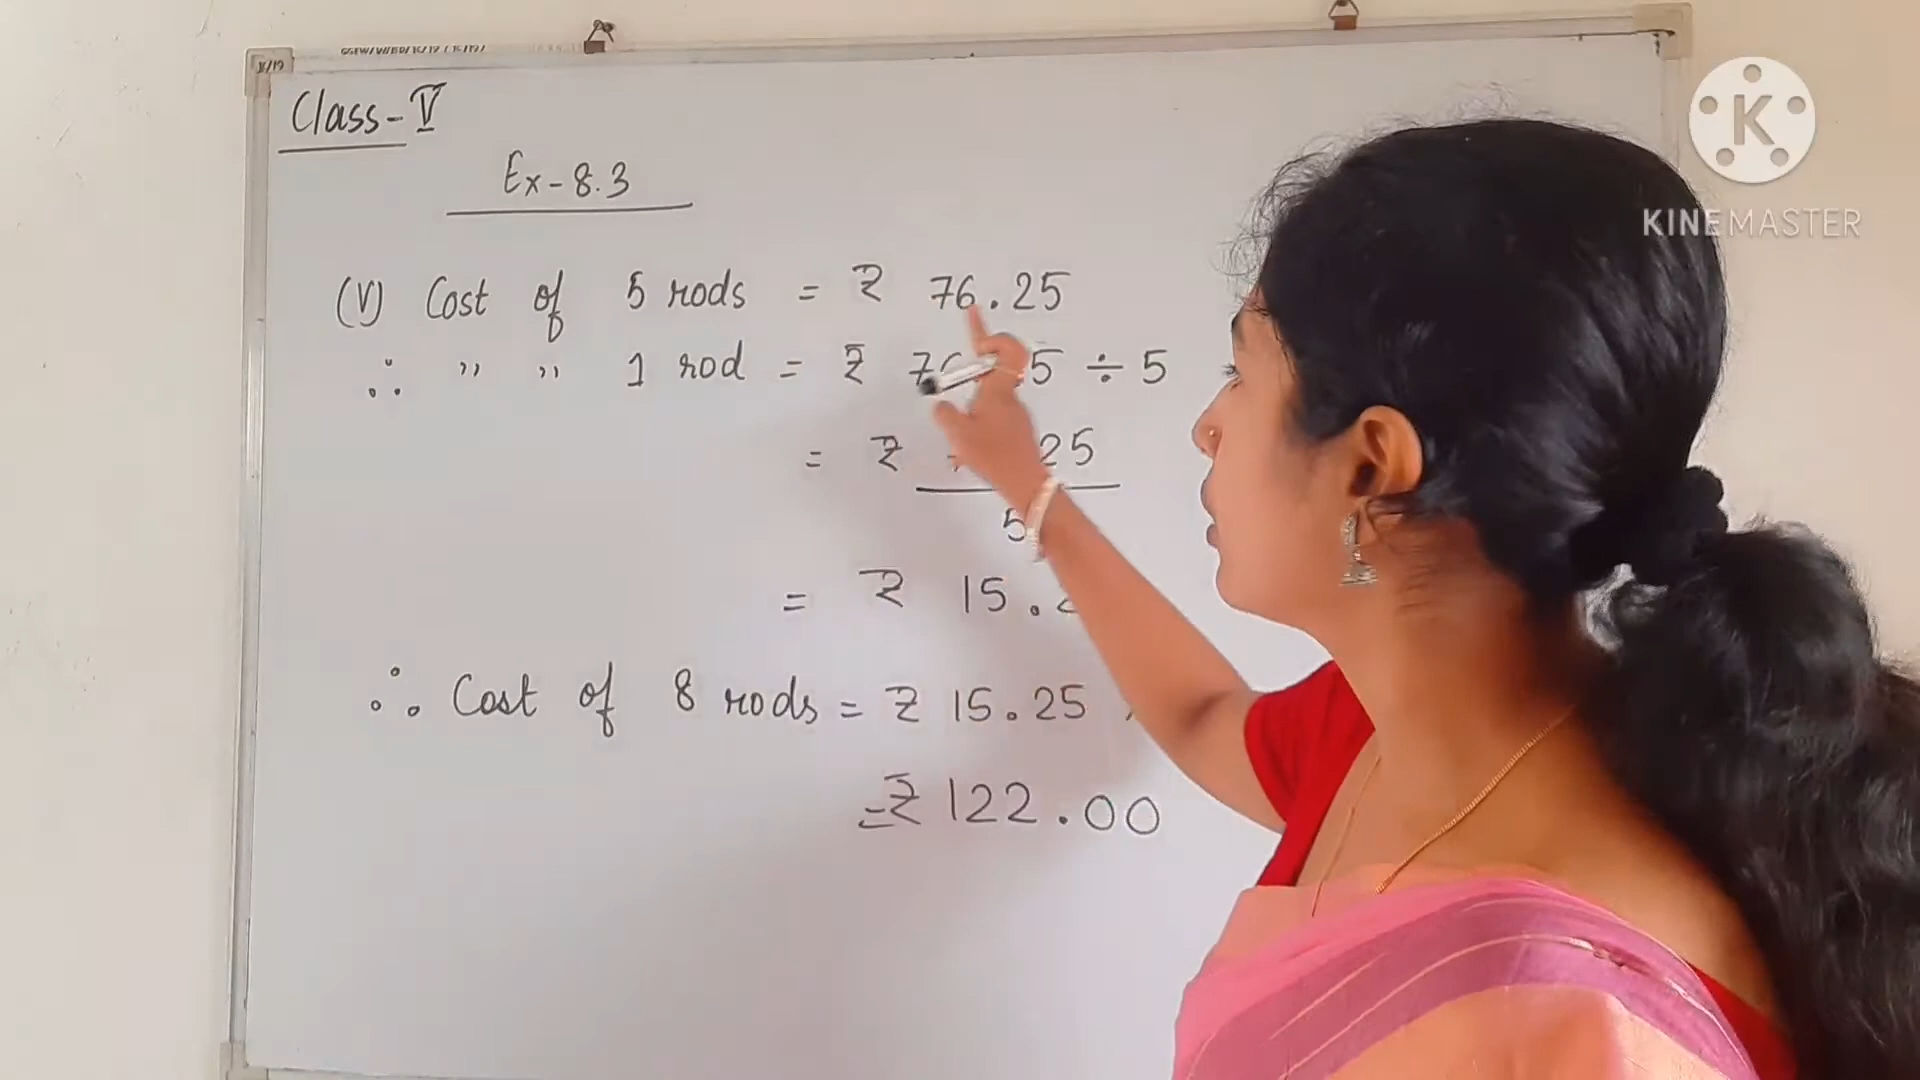 Class-V
Ex-8.3
(V) Cost of 5 rods = ₹ 76.25
∴ ,, ,, 1 rod = ₹ ÷ 5
= ₹ 25
5
= ₹ 15.
∴ Cost of 8 rods = ₹ 15.25
= ₹ 122.00
K
KINEMASTER